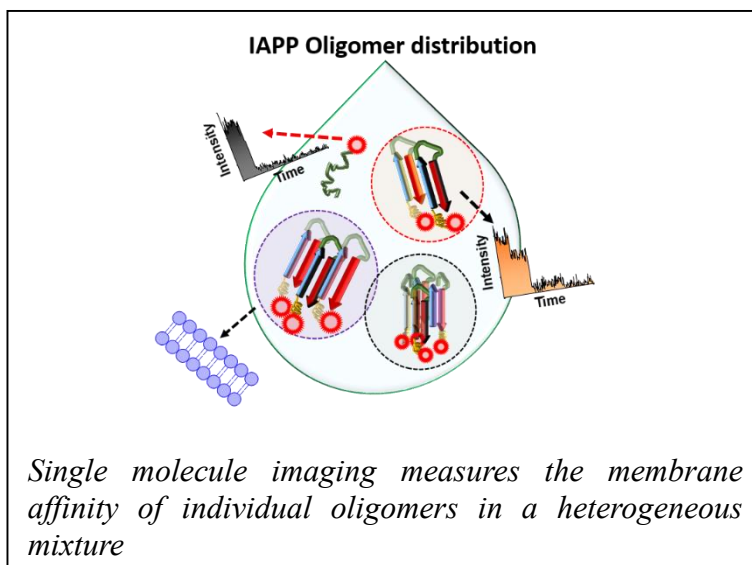 IAPP Oligomer distribution
Intensity
Time
Intensity
Time
Single molecule imaging measures the membrane
affinity of individual oligomers in a heterogeneous
mixture